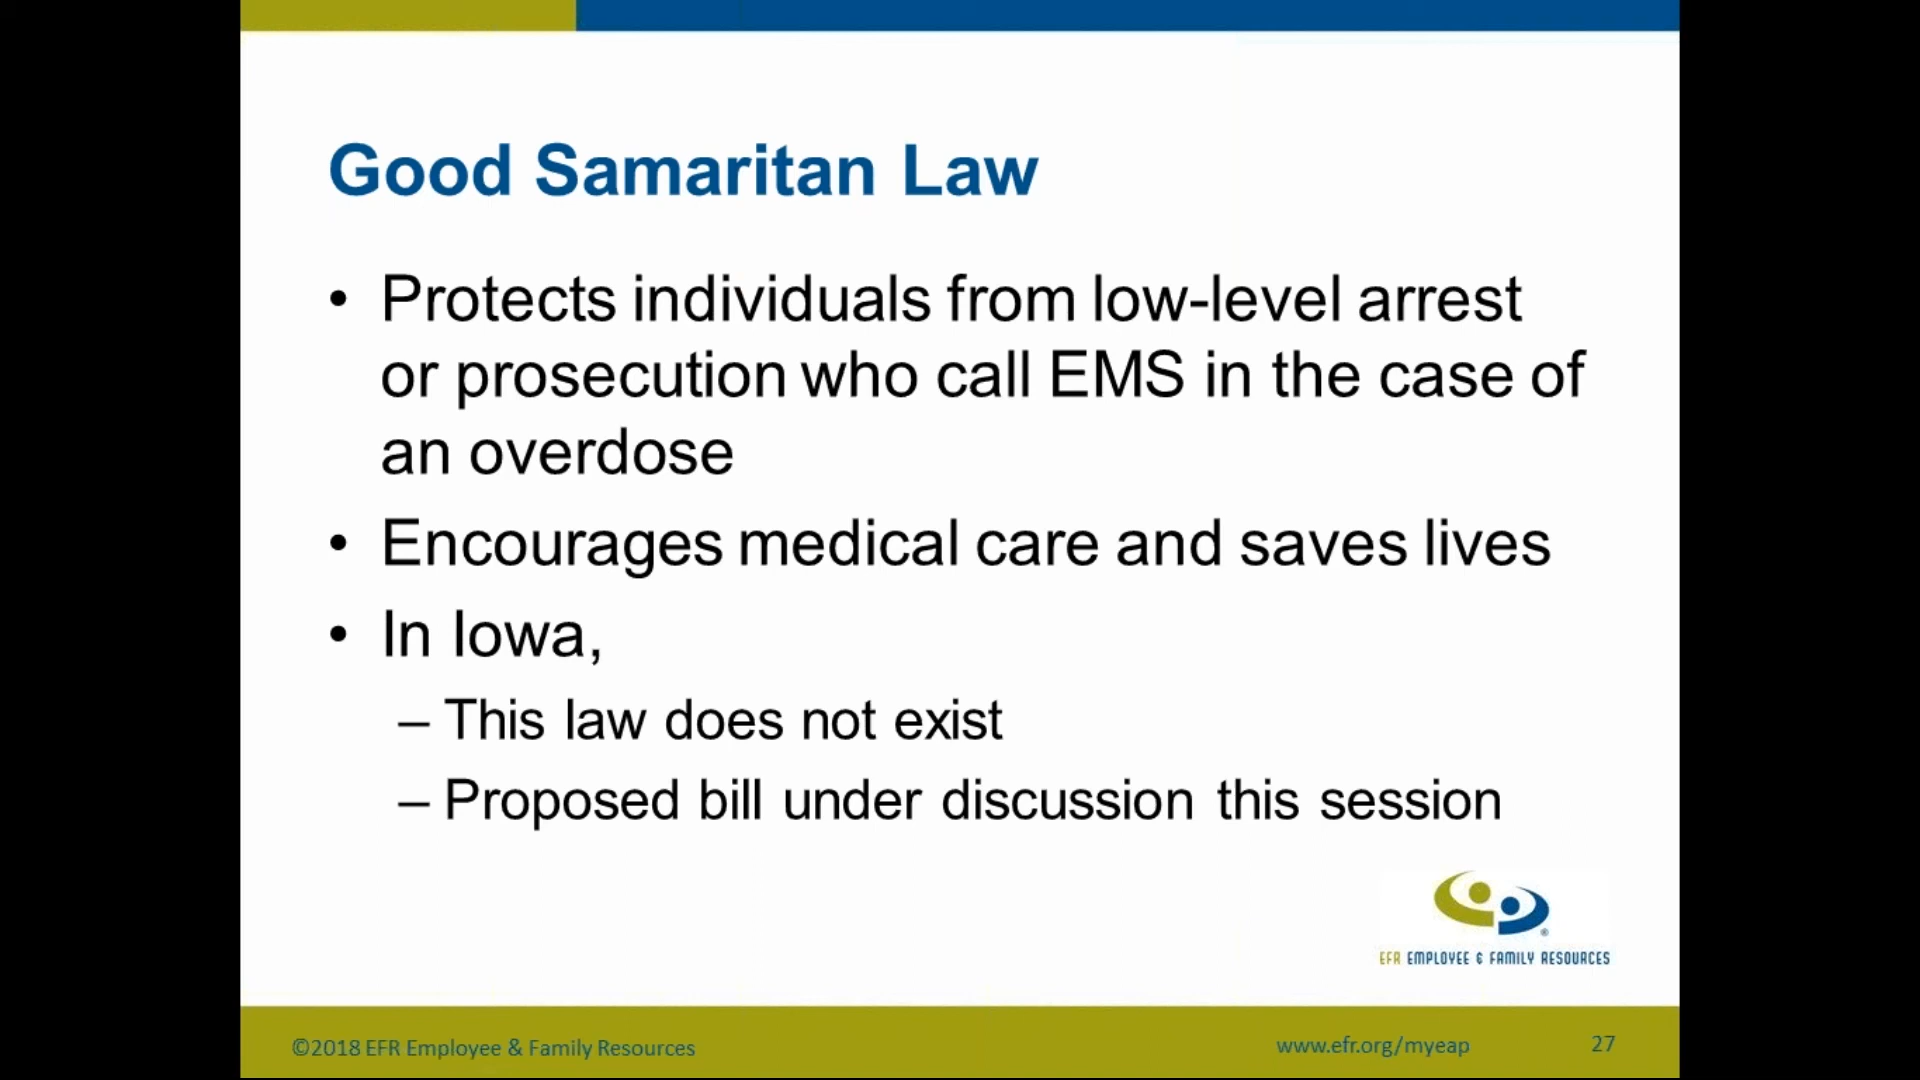 Good Samaritan Law
• Protects individuals from low-level arrest
or prosecution who call EMS in the case of
an overdose
• Encourages medical care and saves lives
• In Iowa,
– This law does not exist
– Proposed bill under discussion this session
®
EFR EMPLOYEE & FAMILY RESOURCES
©2018 EFR Employee & Family Resources
www.efr.org/myeap
27